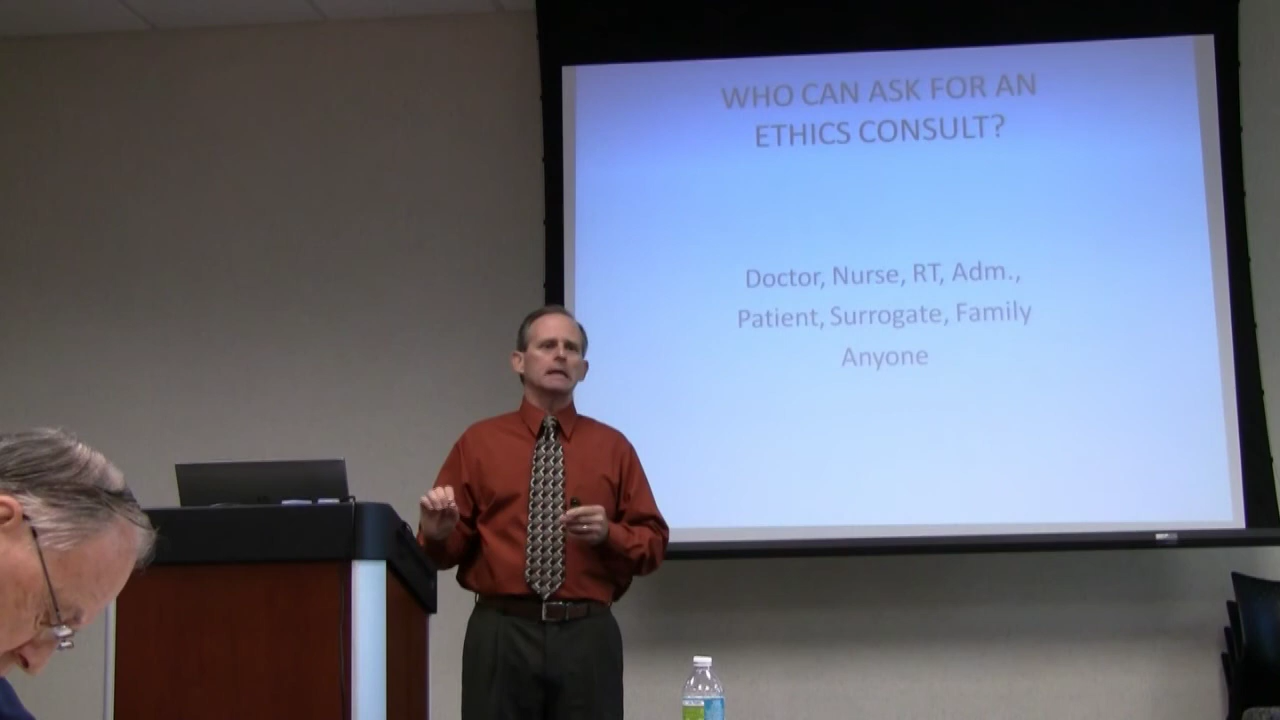 WHO CAN ASK FOR AN
ETHICS CONSULT?
Doctor, Nurse, RT, Adm.,
Patient, Surrogate, Family
Anyone